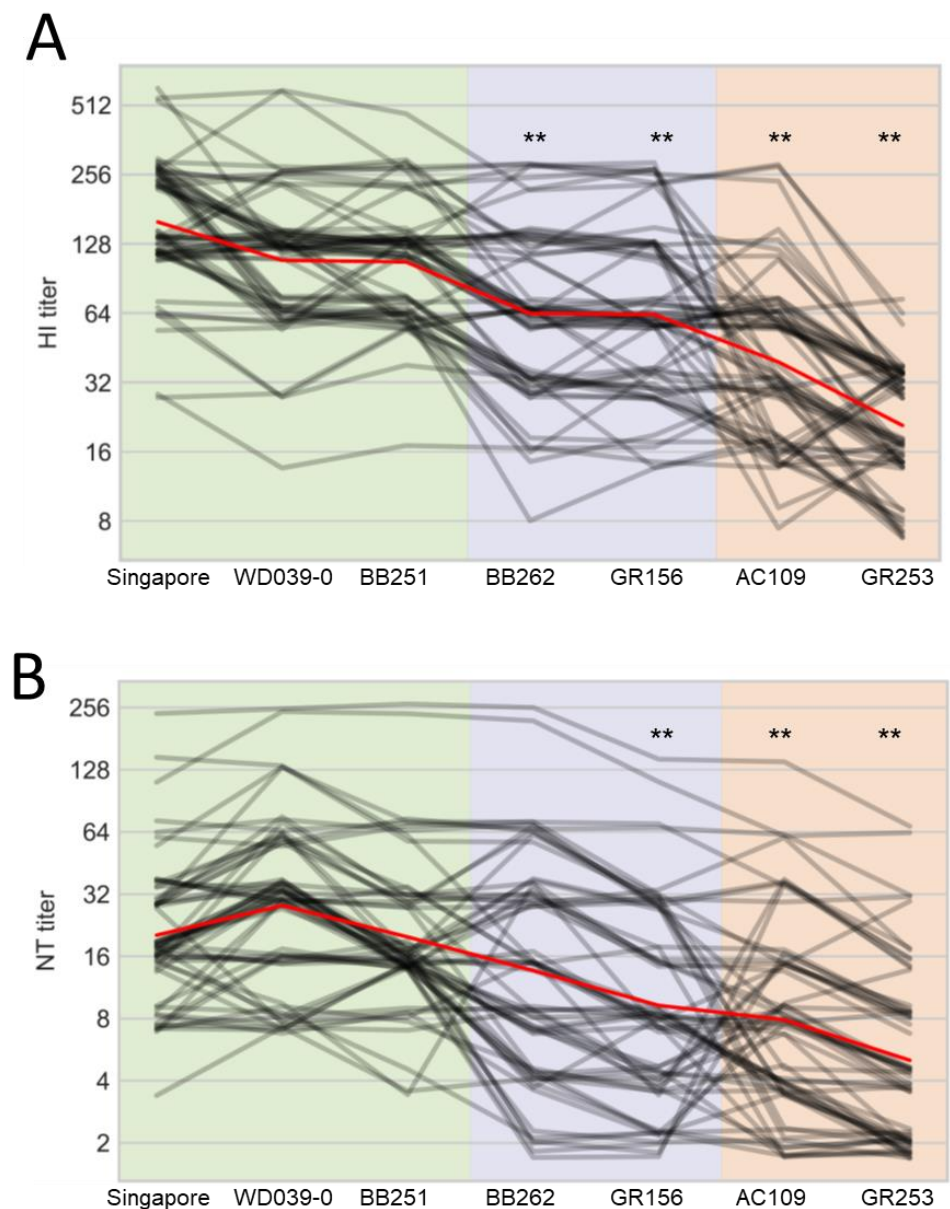 A
HI titer
512
256
128
64
32
16
8
** ** ** **
Singapore WD039-0 BB251 BB262 GR156 AC109 GR253
B
NT titer
256
128
64
32
16
8
4
2
** ** **
Singapore WD039-0 BB251 BB262 GR156 AC109 GR253